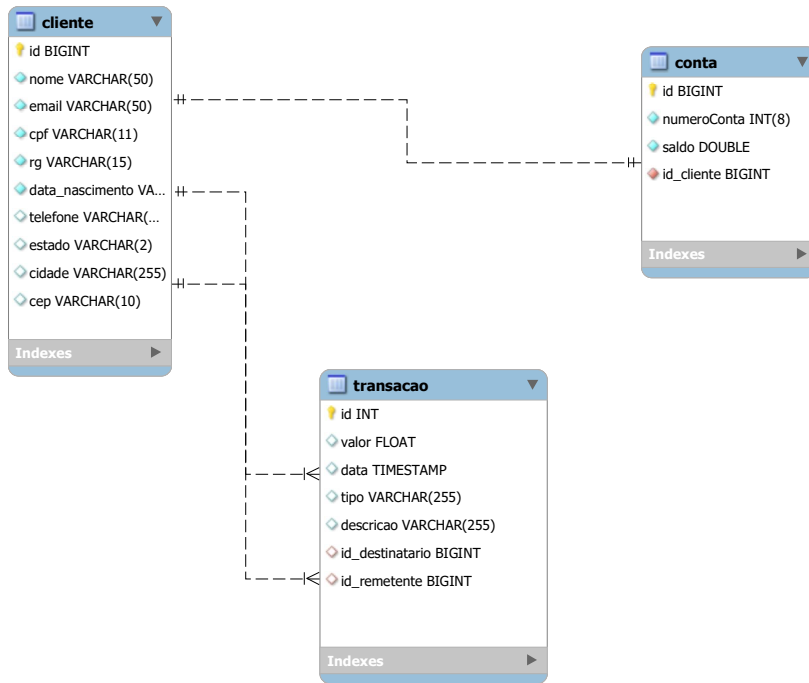 cliente
id BIGINT
nome VARCHAR(50)
email VARCHAR(50)
cpf VARCHAR(11)
rg VARCHAR(15)
data_nascimento VA...
telefone VARCHAR(...
estado VARCHAR(2)
cidade VARCHAR(255)
cep VARCHAR(10)
Indexes
conta
id BIGINT
numeroConta INT(8)
saldo DOUBLE
id_cliente BIGINT
Indexes
transacao
id INT
valor FLOAT
data TIMESTAMP
tipo VARCHAR(255)
descricao VARCHAR(255)
id_destinatario BIGINT
id_remetente BIGINT
Indexes